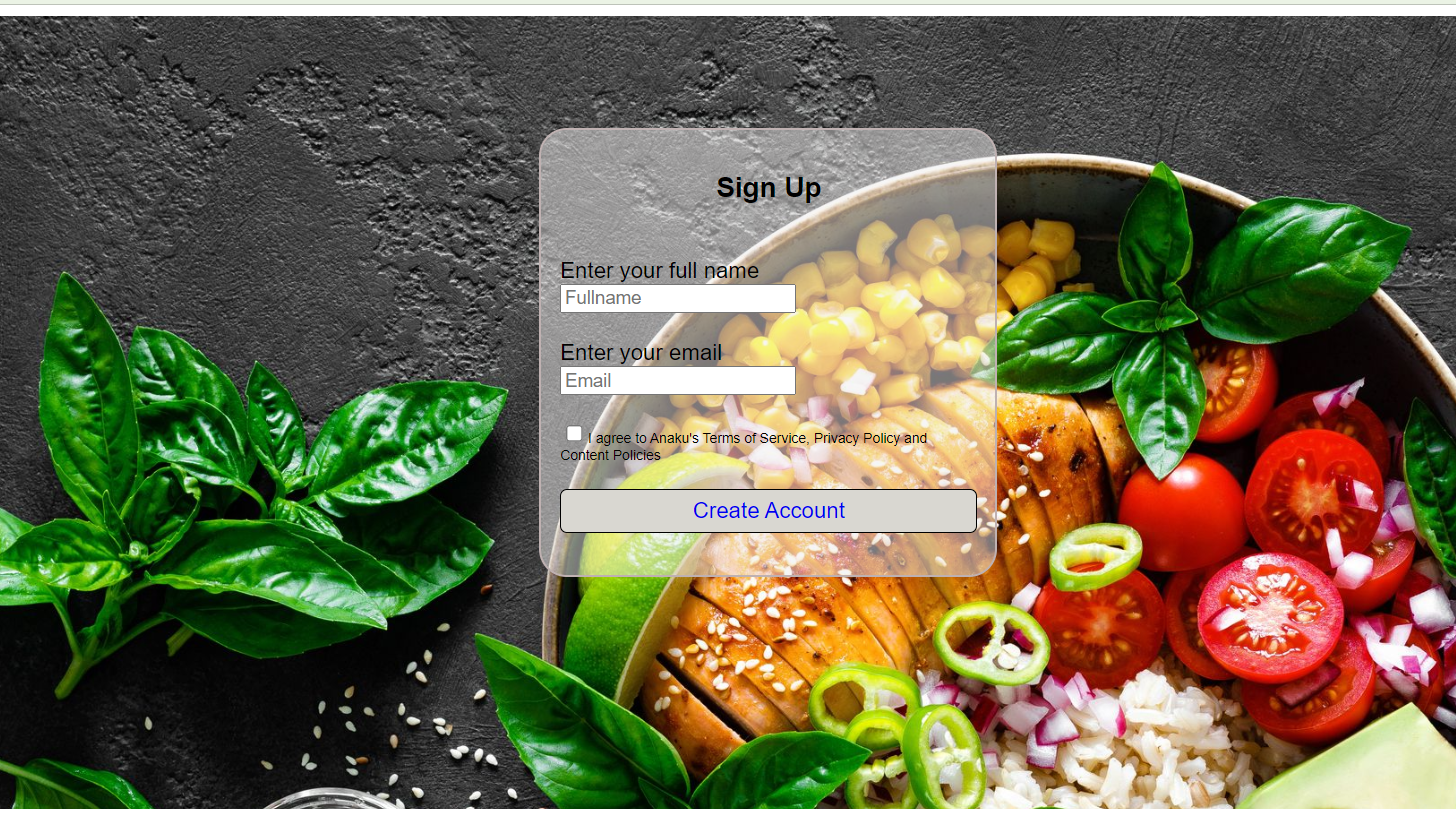 Sign Up
Enter your full name
Fullname
Enter your email
Email
I agree to Anaku's Terms of Service, Privacy Policy and
Content Policies
Create Account